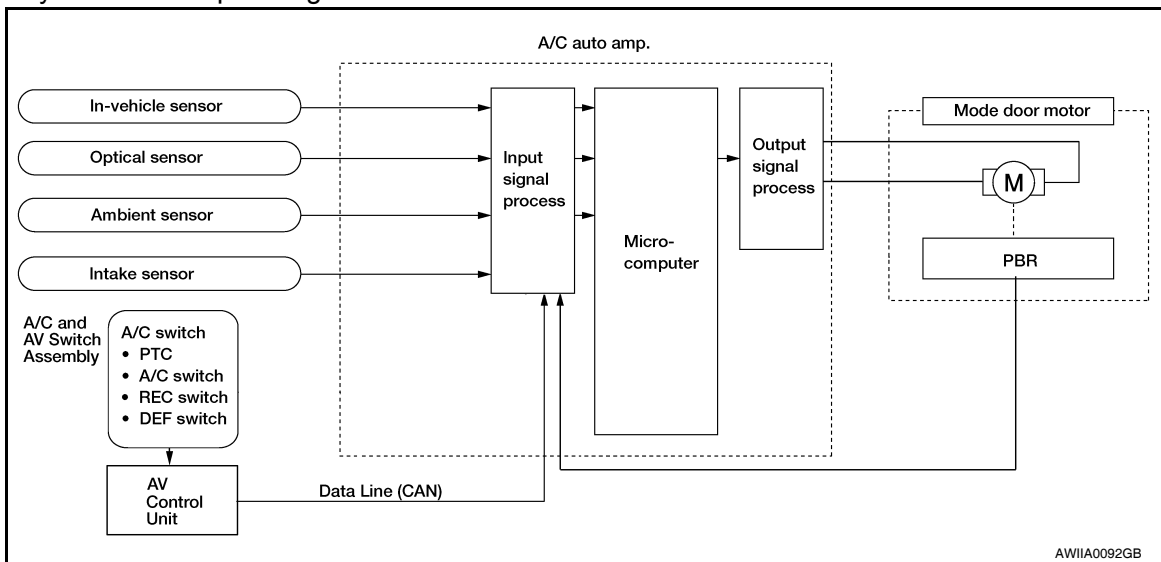 A/C auto amp.
In-vehicle sensor
Optical sensor
Ambient sensor
Intake sensor
Input
signal
process
Micro-
computer
Output
signal
process
Mode door motor
M
PBR
A/C and
AV Switch
Assembly
A/C switch
• PTC
• A/C switch
• REC switch
• DEF switch
AV
Control
Unit
Data Line (CAN)
AWIIA0092GB